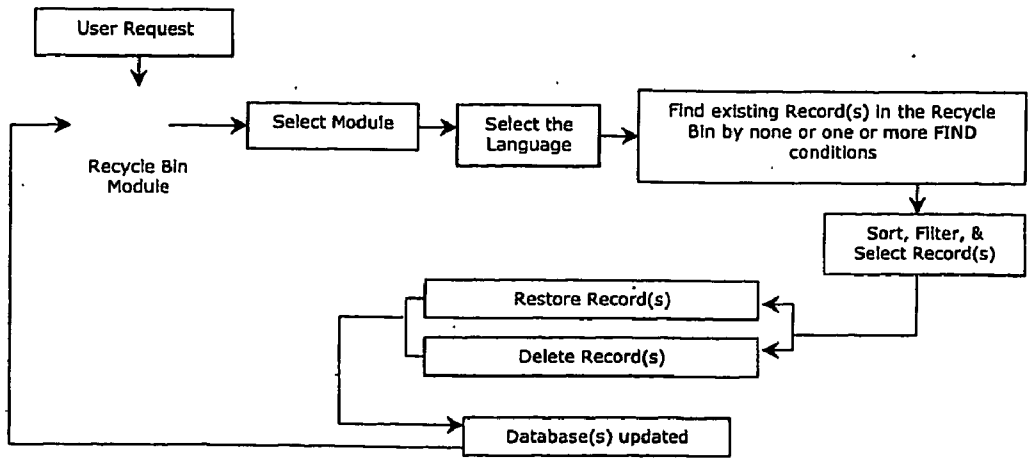 User Request
Recycle Bin
Module
Select Module
Select the
Language
Find existing Record(s) in the Recycle
Bin by none or one or more FIND
conditions
Sort, Filter, &
Select Record(s)
Restore Record(s)
Delete Record(s)
Database(s) updated